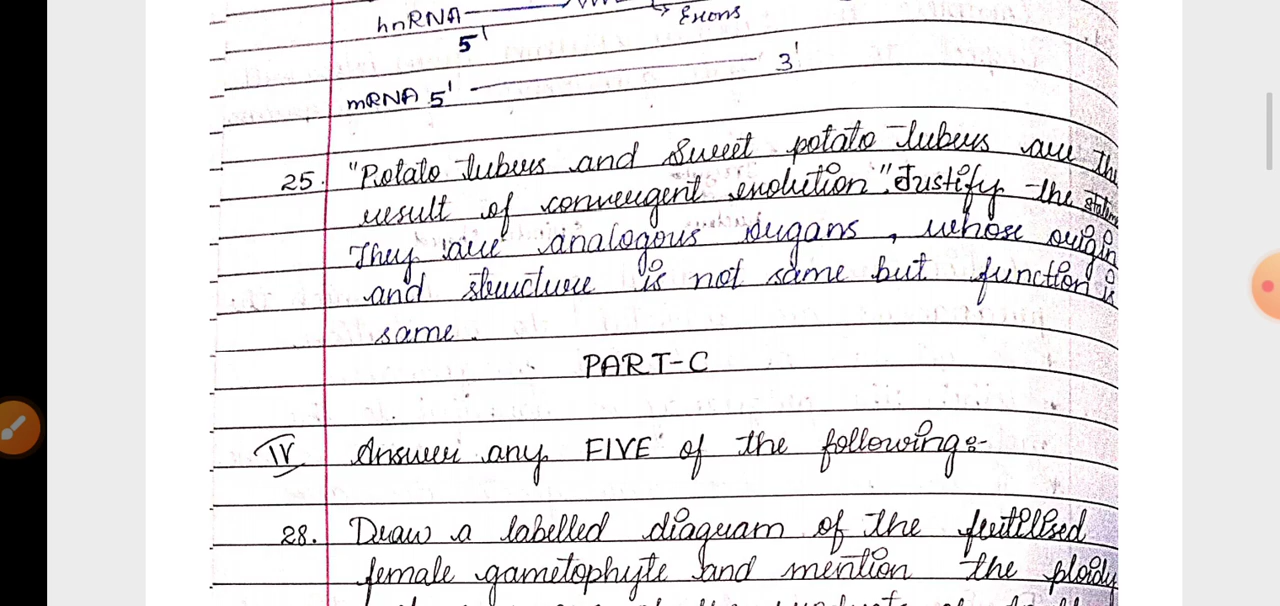 hnRNA
Exons
5'
mRNA 5' 3'
25. "Potato tubers and Sweet potato tubers are the
result of convergent evolution". Justify the
They are analogous organs, whose origin
and structure is not same but function is
same.
PART-C
IV Answer any FIVE of the following:-
28. Draw a labelled diagram of the fertilised
female gametophyte and mention the ploidy